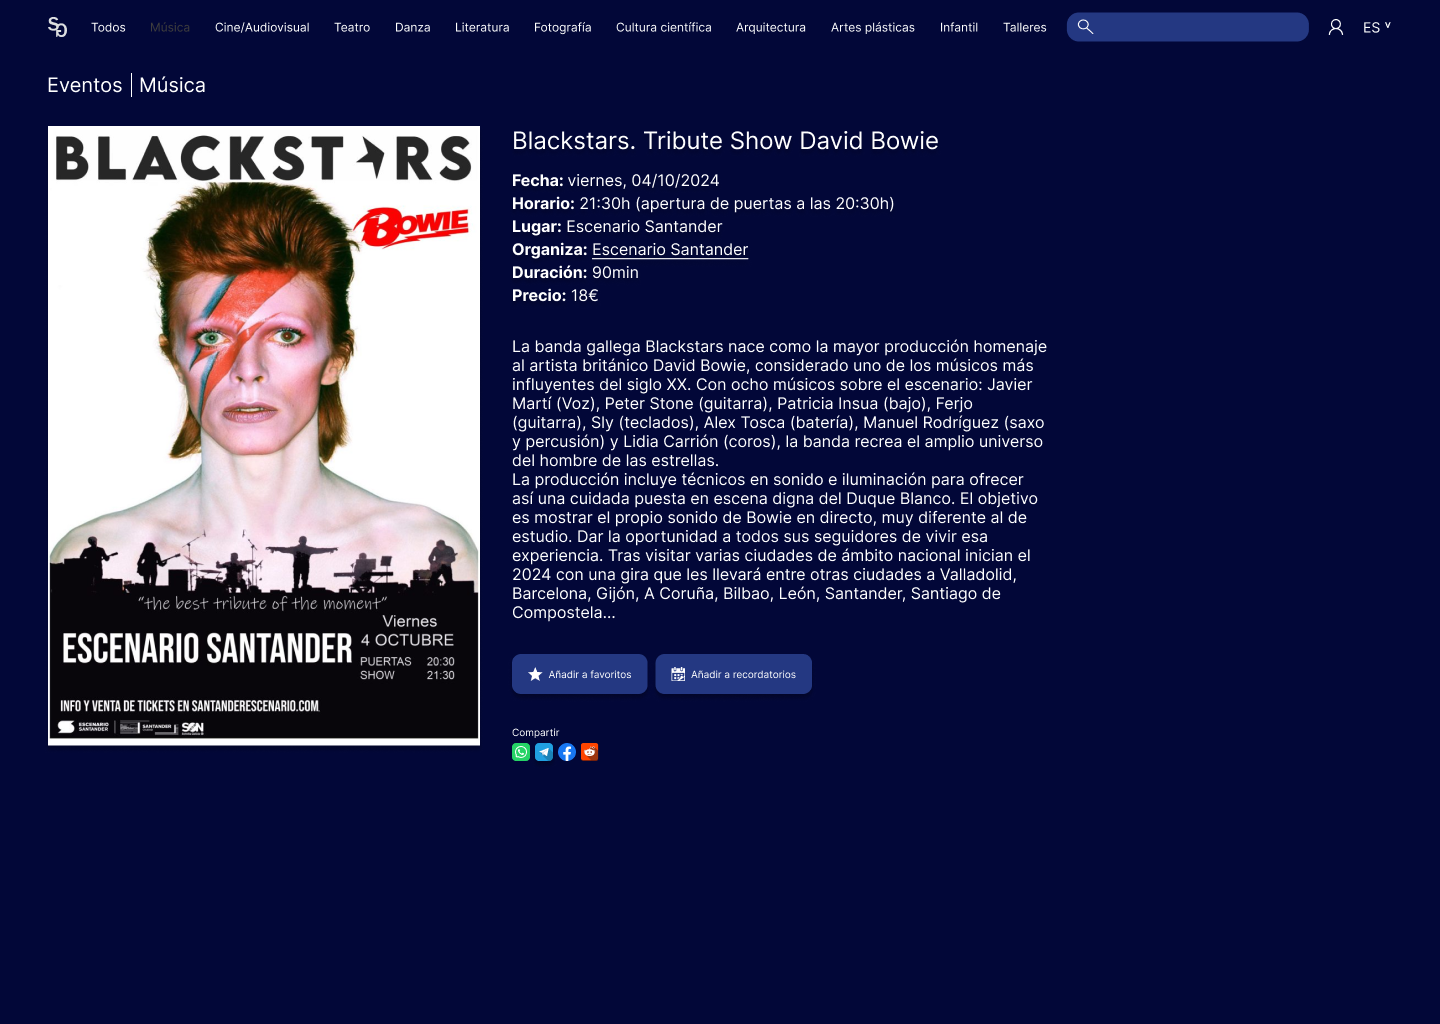 SD
Todos
Música
Cine/Audiovisual
Teatro
Danza
Literatura
Fotografía
Cultura científica
Arquitectura
Artes plásticas
Infantil
Talleres
ES
Eventos | Música
BLACKSTARS
BOWIE
“the best tribute of the moment”
Viernes
ESCENARIO SANTANDER
4 OCTUBRE
PUERTAS 20:30
SHOW 21:30
INFO Y VENTA DE TICKETS EN SANTANDERESCENARIO.COM
ESCENARIO
SANTANDER
SANTANDER
SON
Blackstars. Tribute Show David Bowie
Fecha: viernes, 04/10/2024
Horario: 21:30h (apertura de puertas a las 20:30h)
Lugar: Escenario Santander
Organiza: Escenario Santander
Duración: 90min
Precio: 18€
La banda gallega Blackstars nace como la mayor producción homenaje
al artista británico David Bowie, considerado uno de los músicos más
influyentes del siglo XX. Con ocho músicos sobre el escenario: Javier
Martí (Voz), Peter Stone (guitarra), Patricia Insua (bajo), Ferjo
(guitarra), Sly (teclados), Alex Tosca (batería), Manuel Rodríguez (saxo
y percusión) y Lidia Carrión (coros), la banda recrea el amplio universo
del hombre de las estrellas.
La producción incluye técnicos en sonido e iluminación para ofrecer
así una cuidada puesta en escena digna del Duque Blanco. El objetivo
es mostrar el propio sonido de Bowie en directo, muy diferente al de
estudio. Dar la oportunidad a todos sus seguidores de vivir esa
experiencia. Tras visitar varias ciudades de ámbito nacional inician el
2024 con una gira que les llevará entre otras ciudades a Valladolid,
Barcelona, Gijón, A Coruña, Bilbao, León, Santander, Santiago de
Compostela...
Añadir a favoritos
Añadir a recordatorios
Compartir